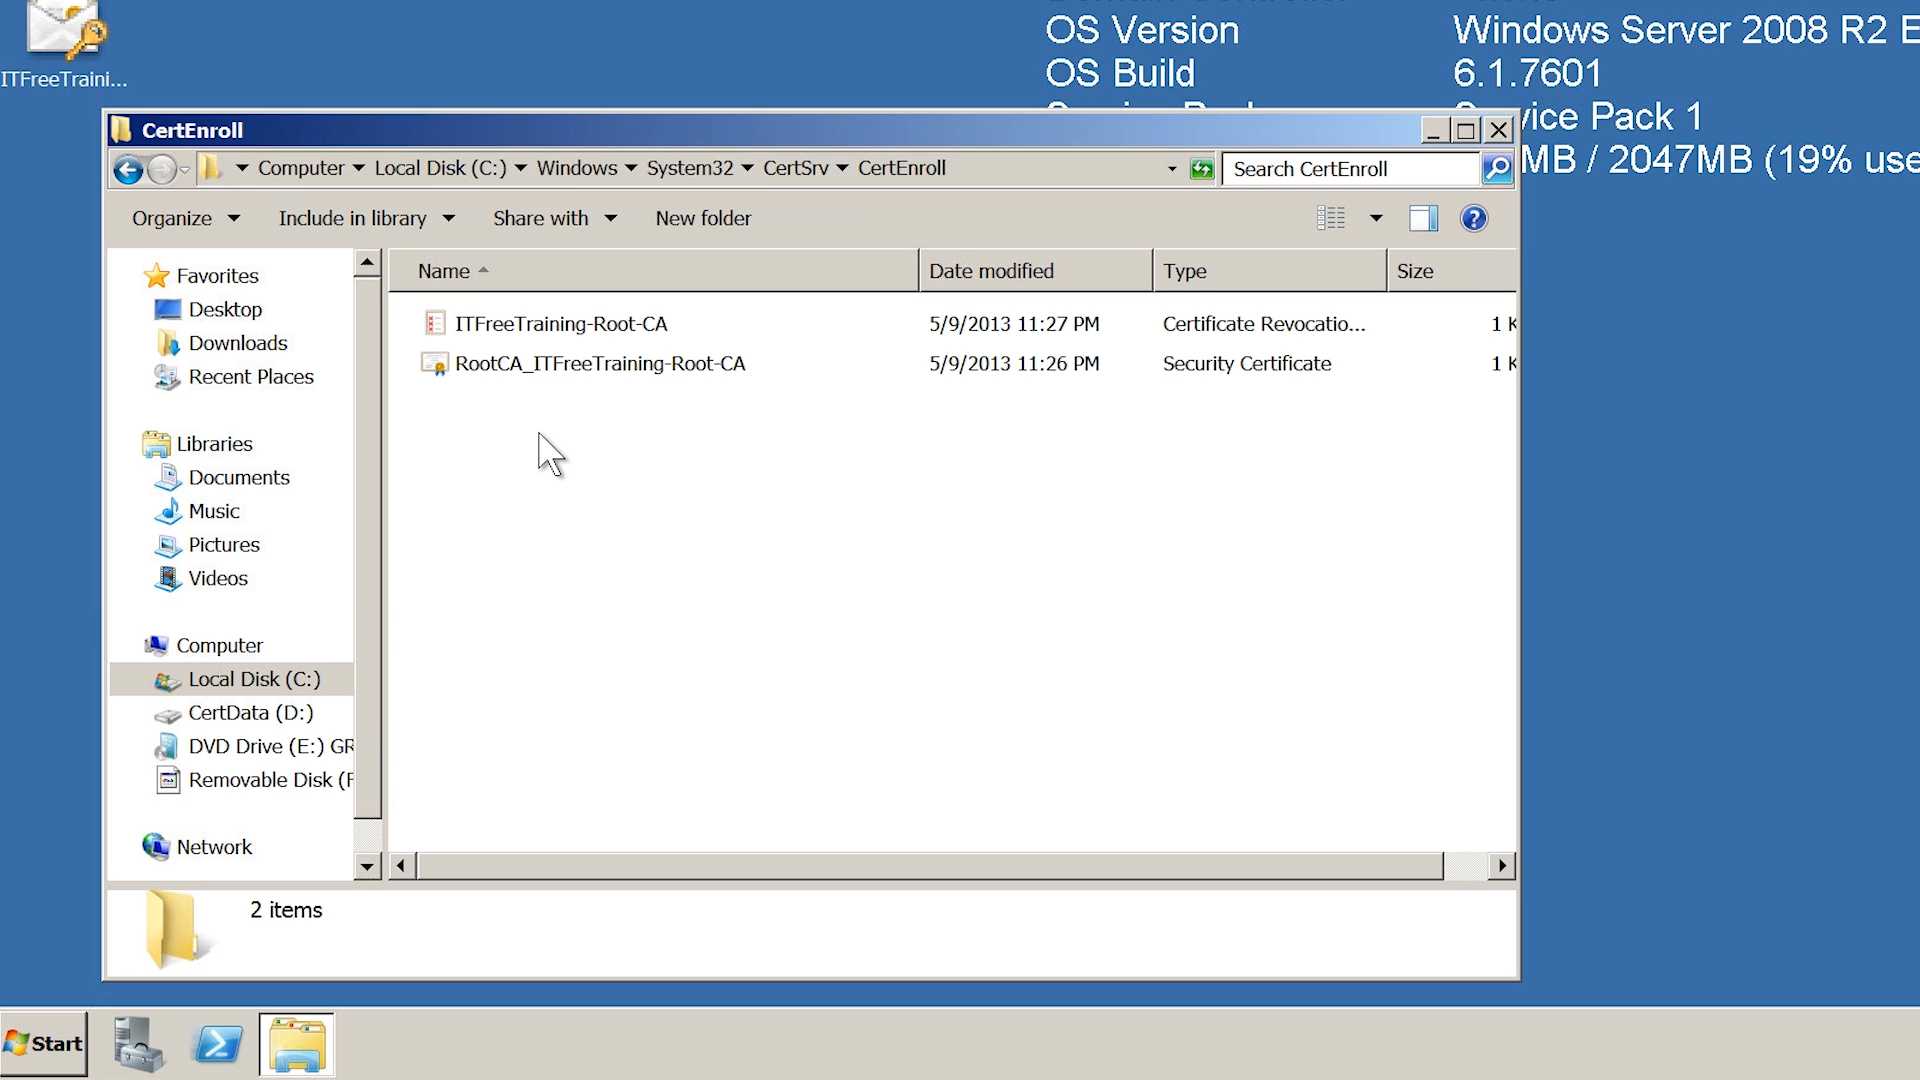 OS Version Windows Server 2008 R2 E
OS Build 6.1.7601
vice Pack 1
MB / 2047MB (19% use
ITFreeTraini...
CertEnroll
Computer Local Disk (C:) Windows System32 CertSrv CertEnroll
Search CertEnroll
Organize Include in library Share with New folder
Name Date modified Type Size
ITFreeTraining-Root-CA 5/9/2013 11:27 PM Certificate Revocatio... 1 K
RootCA_ITFreeTraining-Root-CA 5/9/2013 11:26 PM Security Certificate 1 K
Favorites
Desktop
Downloads
Recent Places
Libraries
Documents
Music
Pictures
Videos
Computer
Local Disk (C:)
CertData (D:)
DVD Drive (E:) GR
Removable Disk (F
Network
2 items
Start